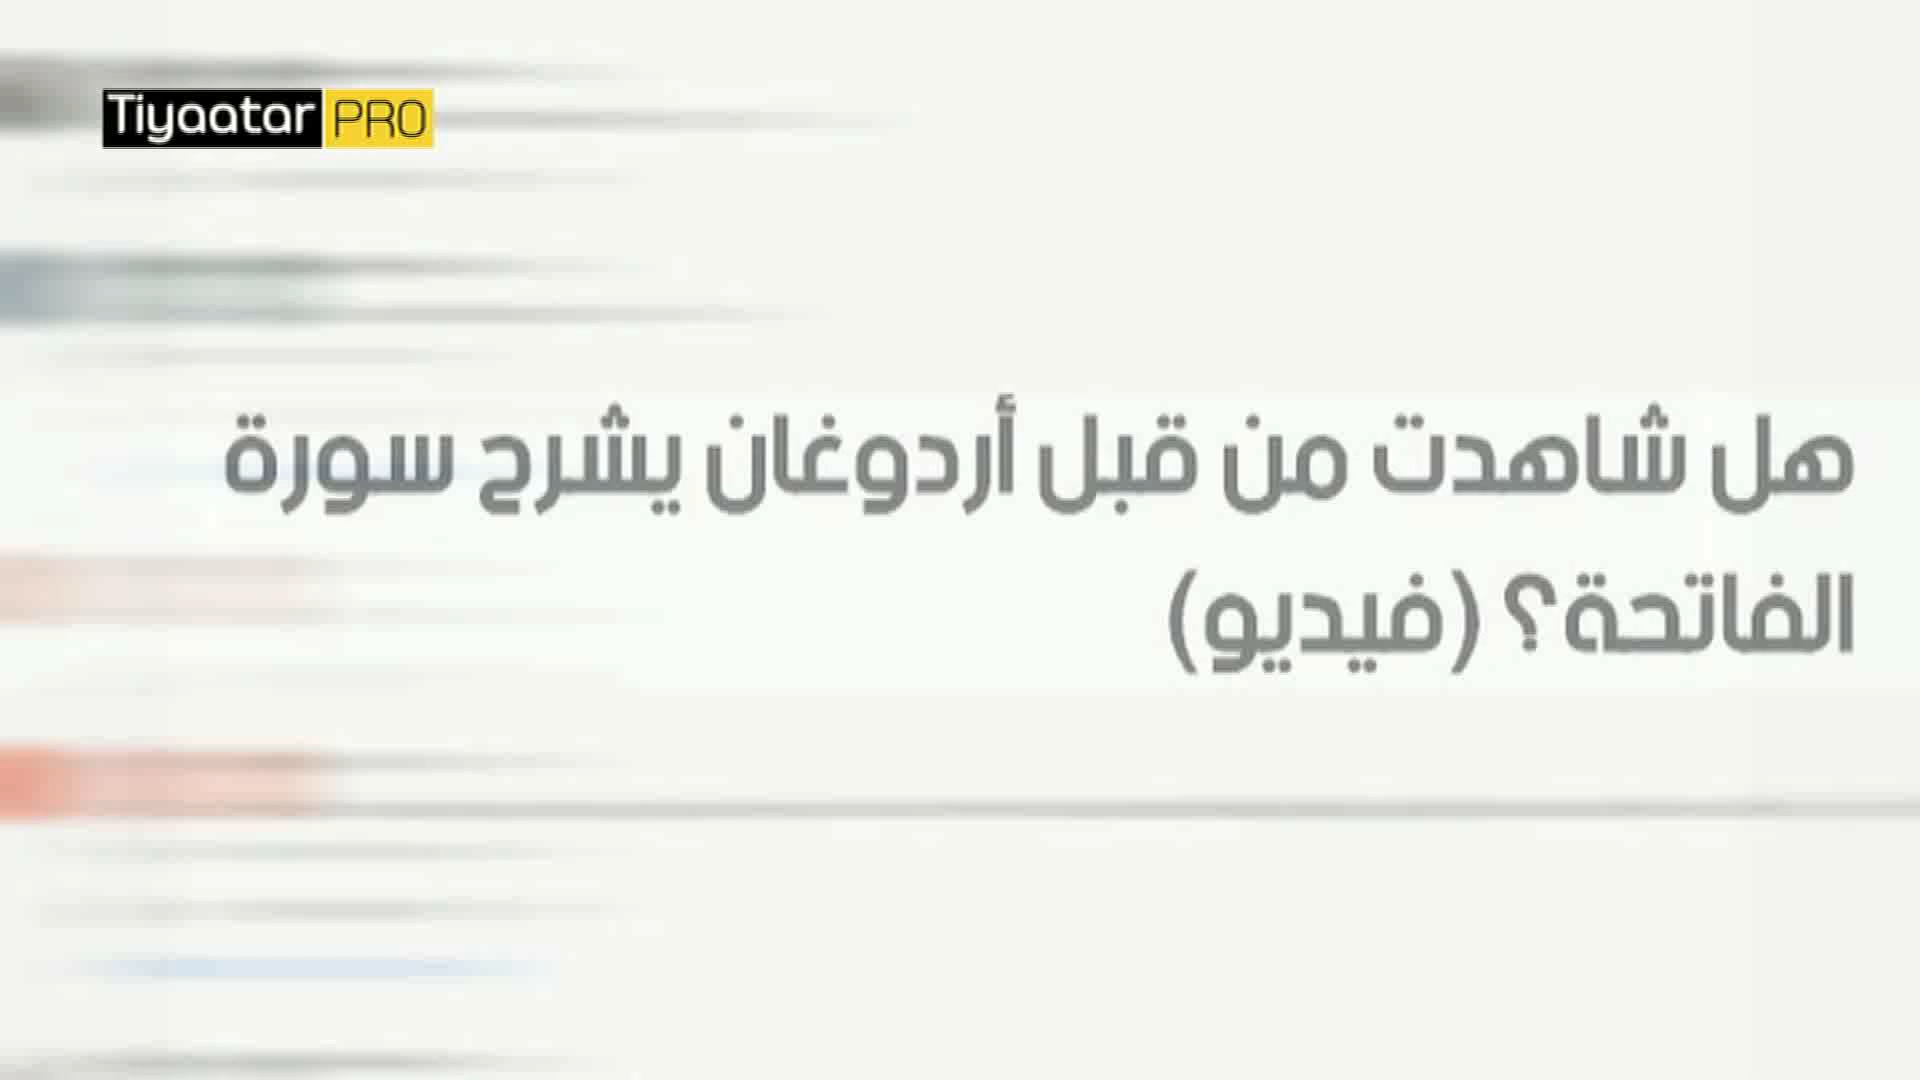 Tiyaatar PRO
هل شاهدت من قبل أردوغان يشرح سورة
الفاتحة؟ (فيديو)